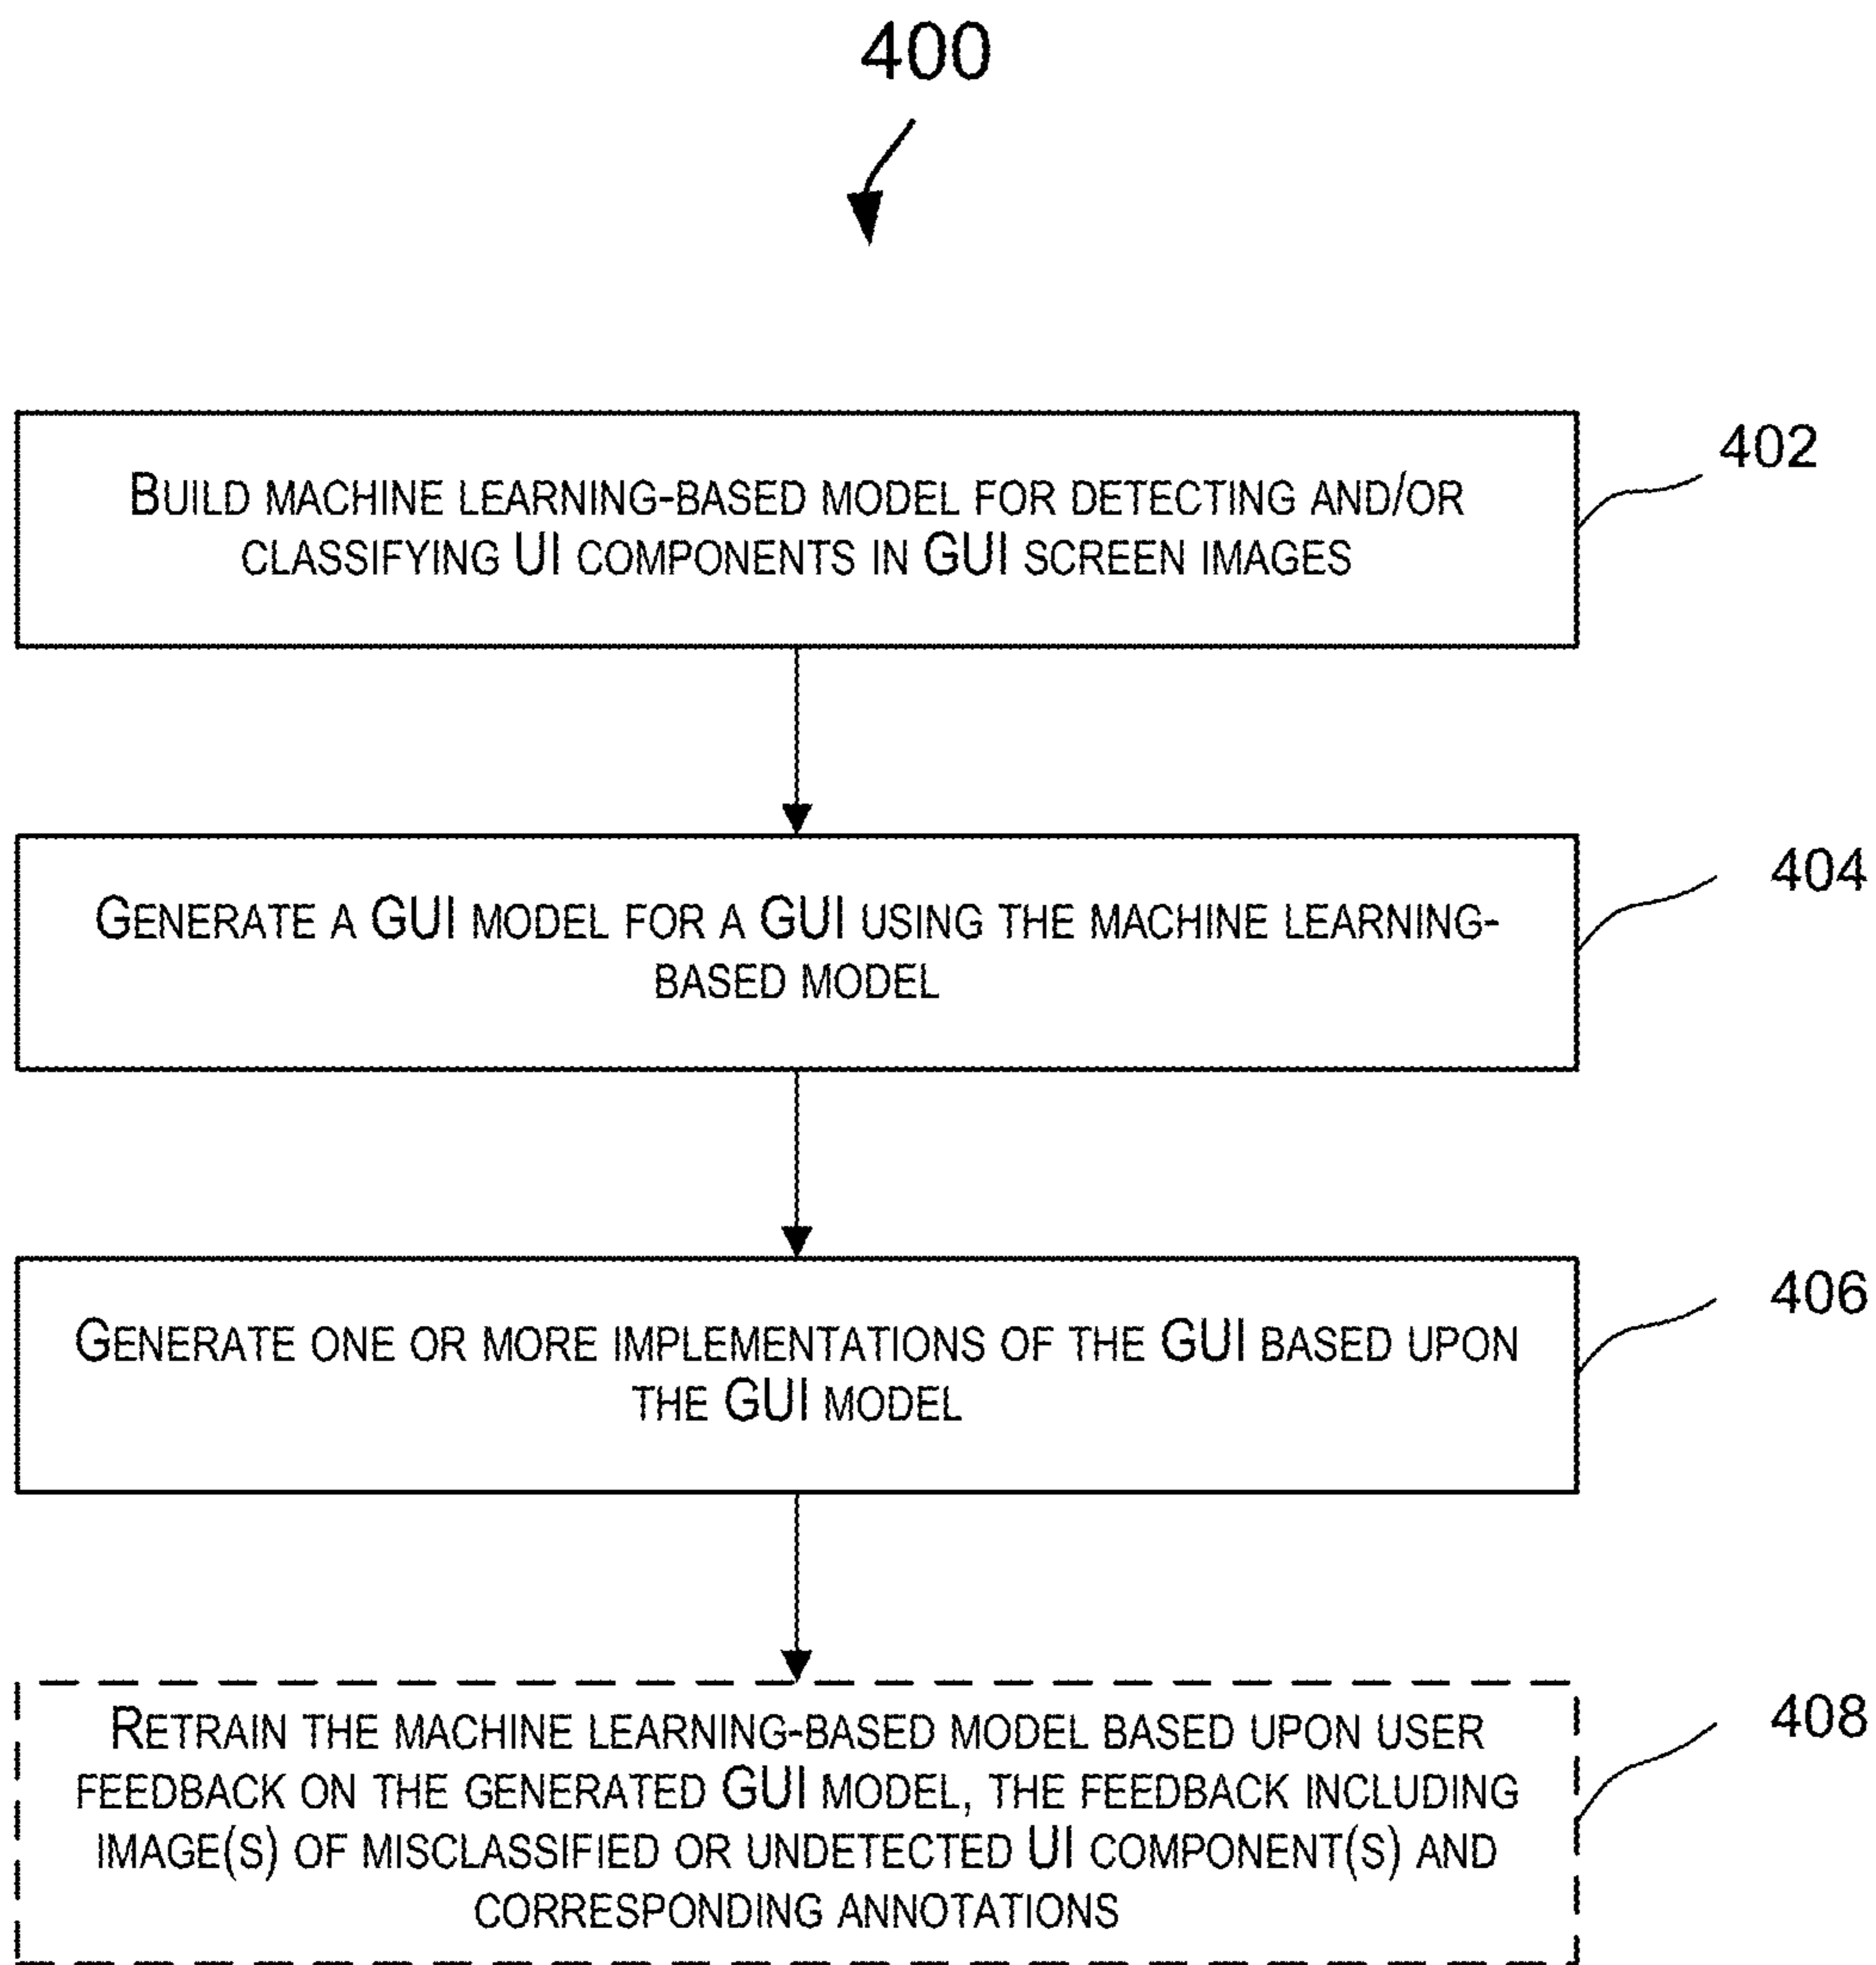 400
BUILD MACHINE LEARNING-BASED MODEL FOR DETECTING AND/OR
CLASSIFYING UI COMPONENTS IN GUI SCREEN IMAGES
402
GENERATE A GUI MODEL FOR A GUI USING THE MACHINE LEARNING-
BASED MODEL
404
GENERATE ONE OR MORE IMPLEMENTATIONS OF THE GUI BASED UPON
THE GUI MODEL
406
RETRAIN THE MACHINE LEARNING-BASED MODEL BASED UPON USER
FEEDBACK ON THE GENERATED GUI MODEL, THE FEEDBACK INCLUDING
IMAGE(S) OF MISCLASSIFIED OR UNDETECTED UI COMPONENT(S) AND
CORRESPONDING ANNOTATIONS
408